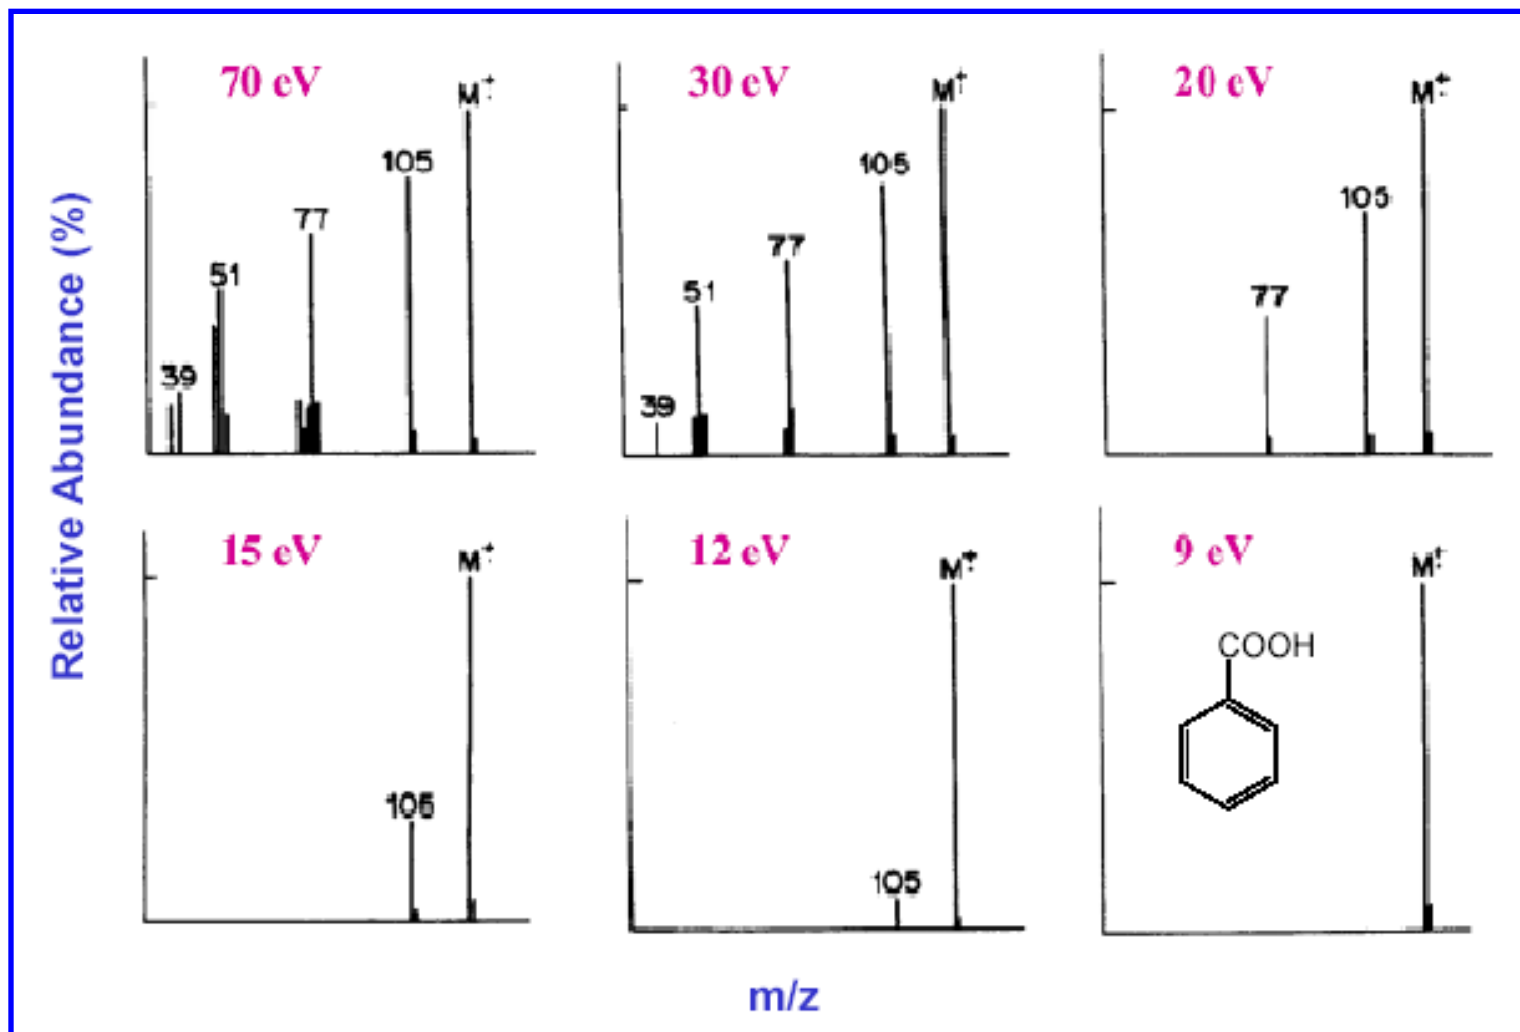 Relative Abundance (%)
70 eV
M+•
105
77
51
39
30 eV
M+•
105
77
51
39
20 eV
M+•
105
77
15 eV
M+•
105
12 eV
M+•
105
9 eV
M+•
COOH
m/z